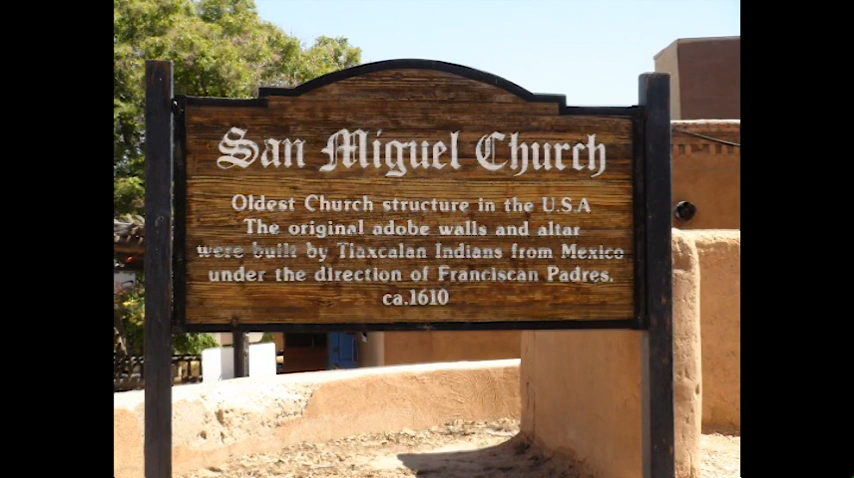 San Miguel Church
Oldest Church structure in the U.S.A
The original adobe walls and altar
were built by Tlaxcalan Indians from Mexico
under the direction of Franciscan Padres.
ca.1610